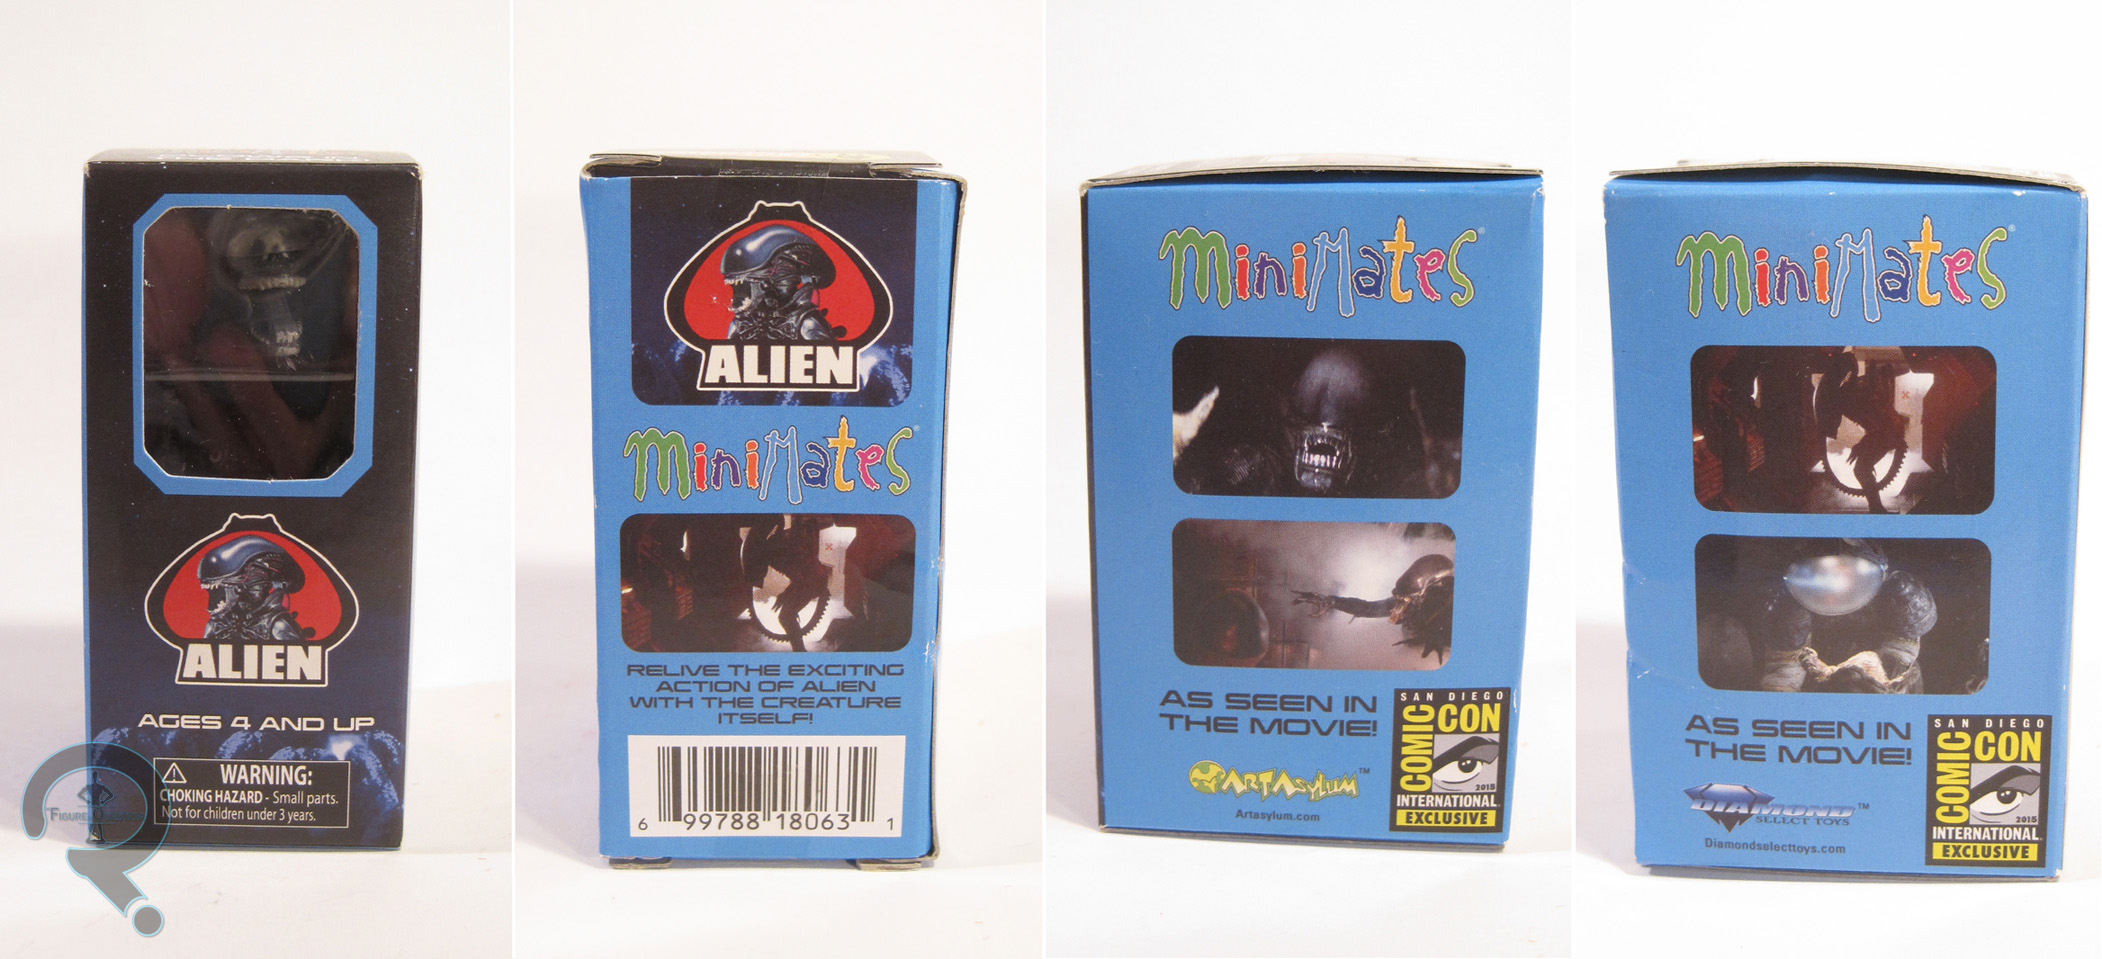 ALIEN
AGES 4 AND UP
WARNING:
CHOKING HAZARD - Small parts.
Not for children under 3 years.
ALIEN
MiniMates®
RELIVE THE EXCITING
ACTION OF ALIEN
WITH THE CREATURE
ITSELF!
6 99788 18063 1
MiniMates®
AS SEEN IN
THE MOVIE!
ArtAsylum™
Artasylum.com
SAN DIEGO
COMIC CON
2015
INTERNATIONAL
EXCLUSIVE
MiniMates®
AS SEEN IN
THE MOVIE!
DIAMOND™
SELECT TOYS
Diamondselecttoys.com
SAN DIEGO
COMIC CON
2015
INTERNATIONAL
EXCLUSIVE